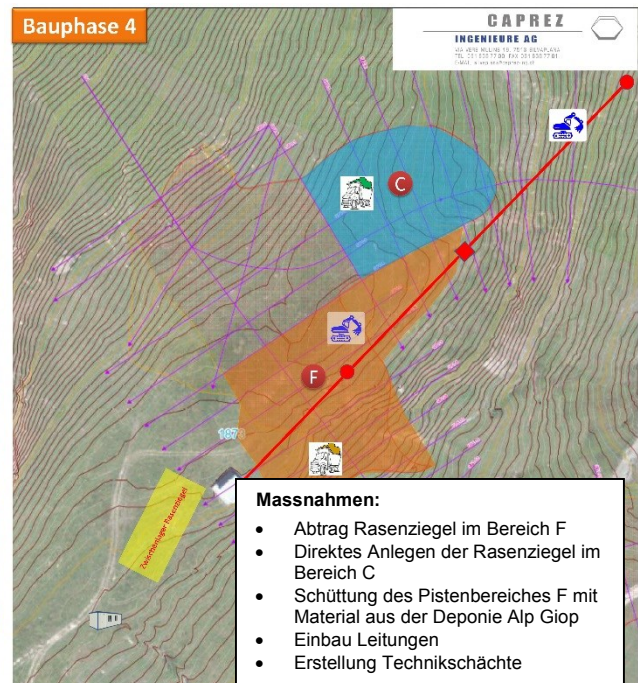 Bauphase 4
CAPREZ
INGENIEURE AG
C
F
Zwischenlager Rasenziegel
Massnahmen:
• Abtrag Rasenziegel im Bereich F
• Direktes Anlegen der Rasenziegel im
Bereich C
• Schüttung des Pistenbereiches F mit
Material aus der Deponie Alp Giop
• Einbau Leitungen
• Erstellung Technikschächte